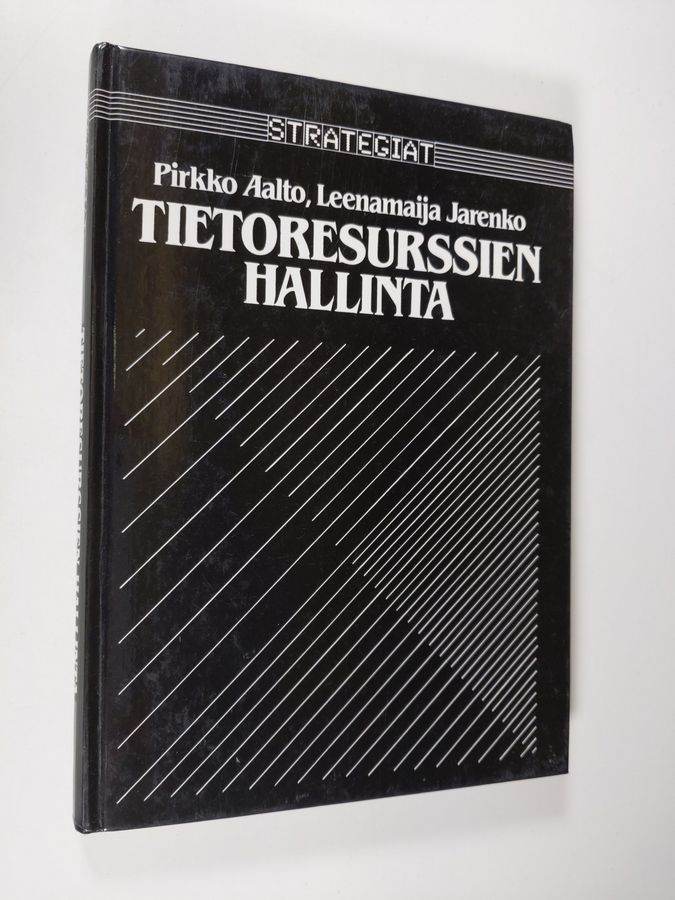 STRATEGIAT
Pirkko Aalto, Leenamaija Jarenko
TIETORESURSSIEN
HALLINTA